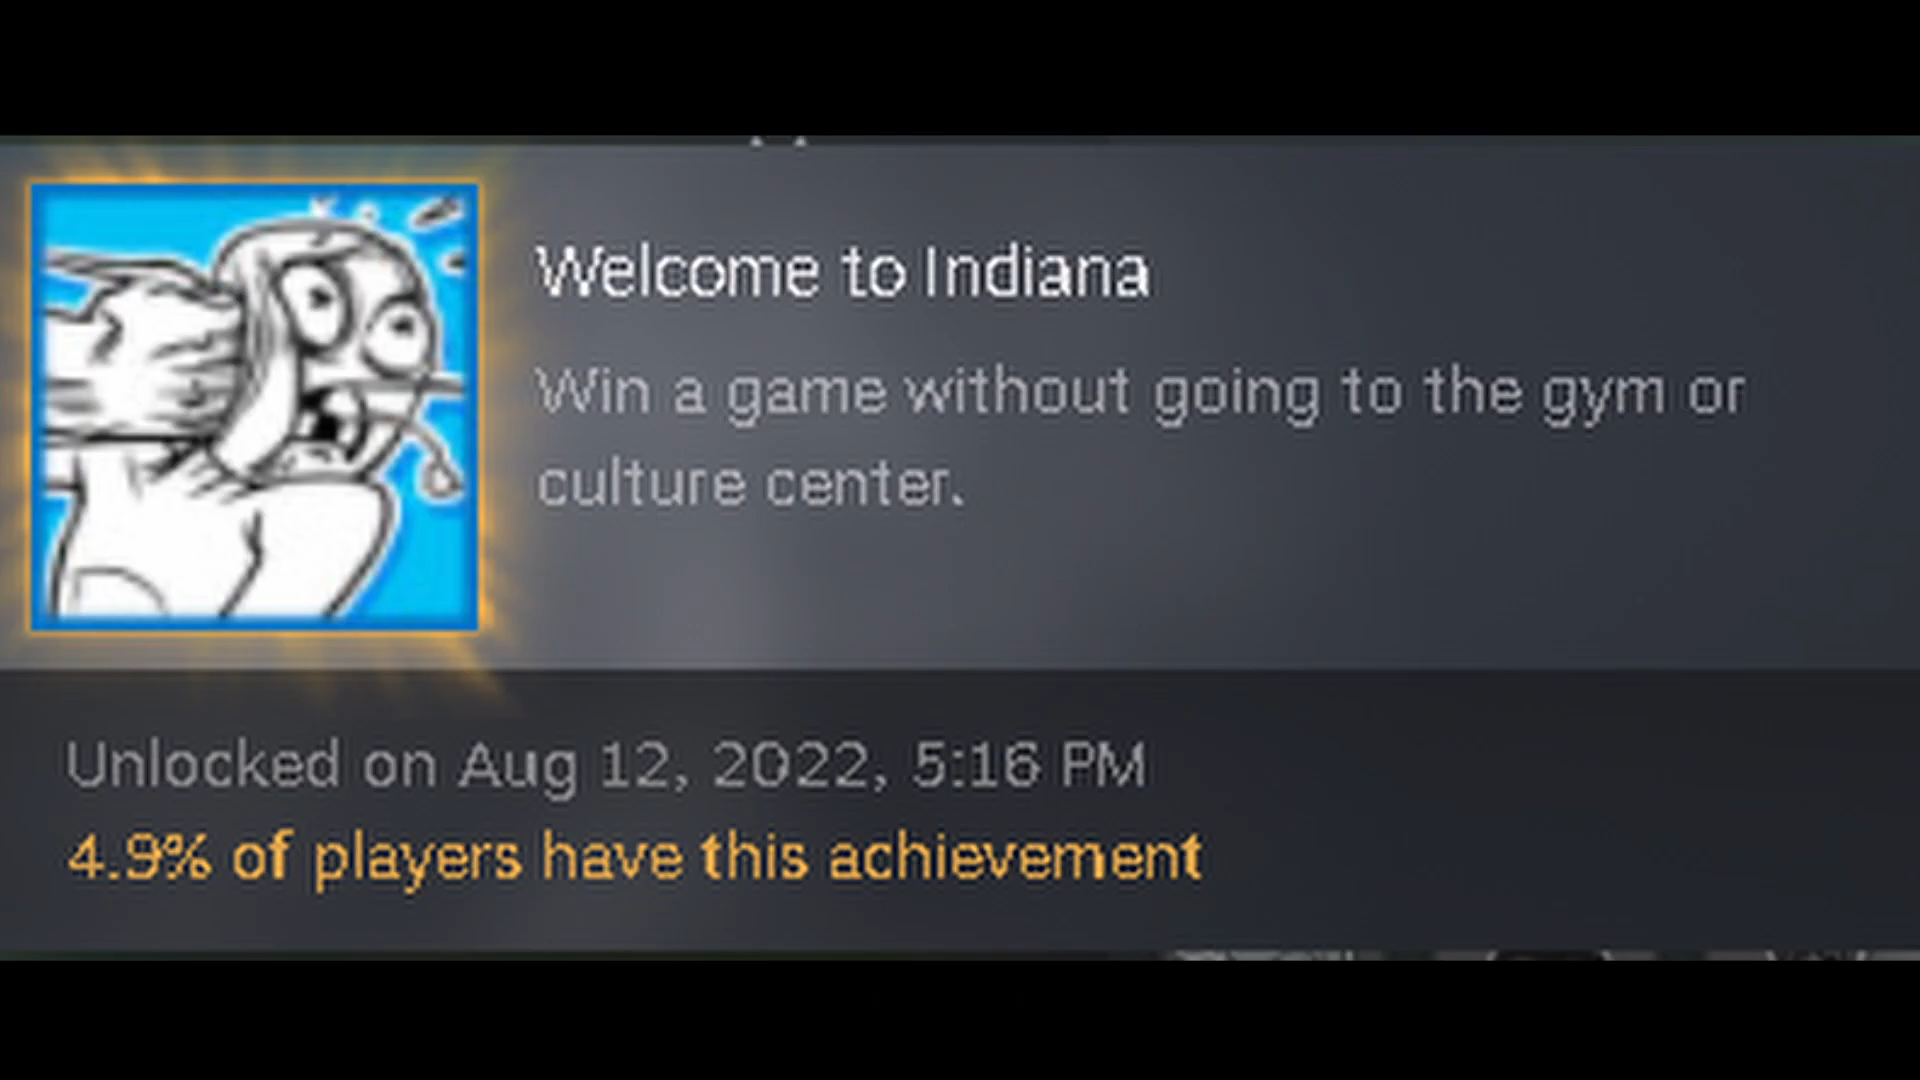 Welcome to Indiana
Win a game without going to the gym or
culture center.
Unlocked on Aug 12, 2022, 5:16 PM
4.9% of players have this achievement